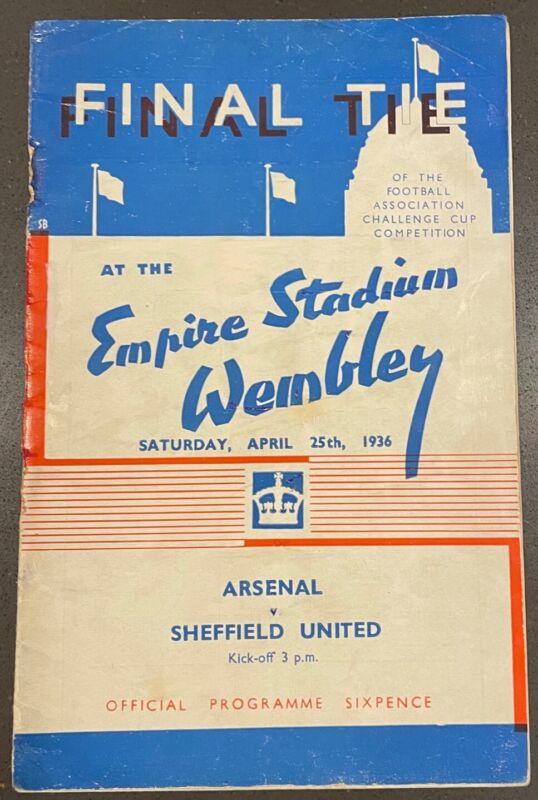 FINAL TIE
OF THE
FOOTBALL
ASSOCIATION
CHALLENGE CUP
COMPETITION
SB
AT THE
Empire Stadium
Wembley
SATURDAY, APRIL 25th, 1936
ARSENAL
v
SHEFFIELD UNITED
Kick-off 3 p.m.
OFFICIAL PROGRAMME SIXPENCE